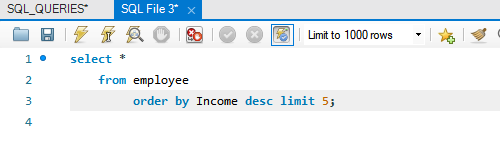 SQL_QUERIES*
SQL File 3*
Limit to 1000 rows
1 select *
2 from employee
3 order by Income desc limit 5;
4